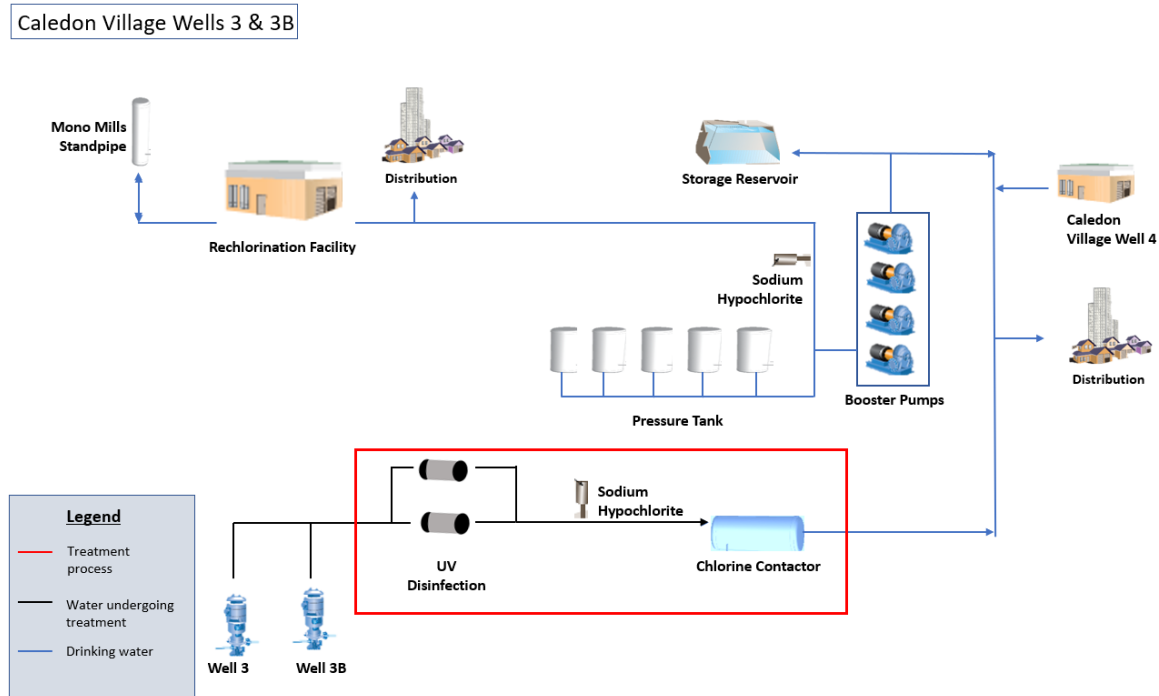 Caledon Village Wells 3 & 3B
Mono Mills
Standpipe
Rechlorination Facility
Distribution
Storage Reservoir
Caledon
Village Well 4
Sodium
Hypochlorite
Pressure Tank
Booster Pumps
Distribution
Legend
Treatment
process
Water undergoing
treatment
Drinking water
Well 3
Well 3B
UV
Disinfection
Sodium
Hypochlorite
Chlorine Contactor